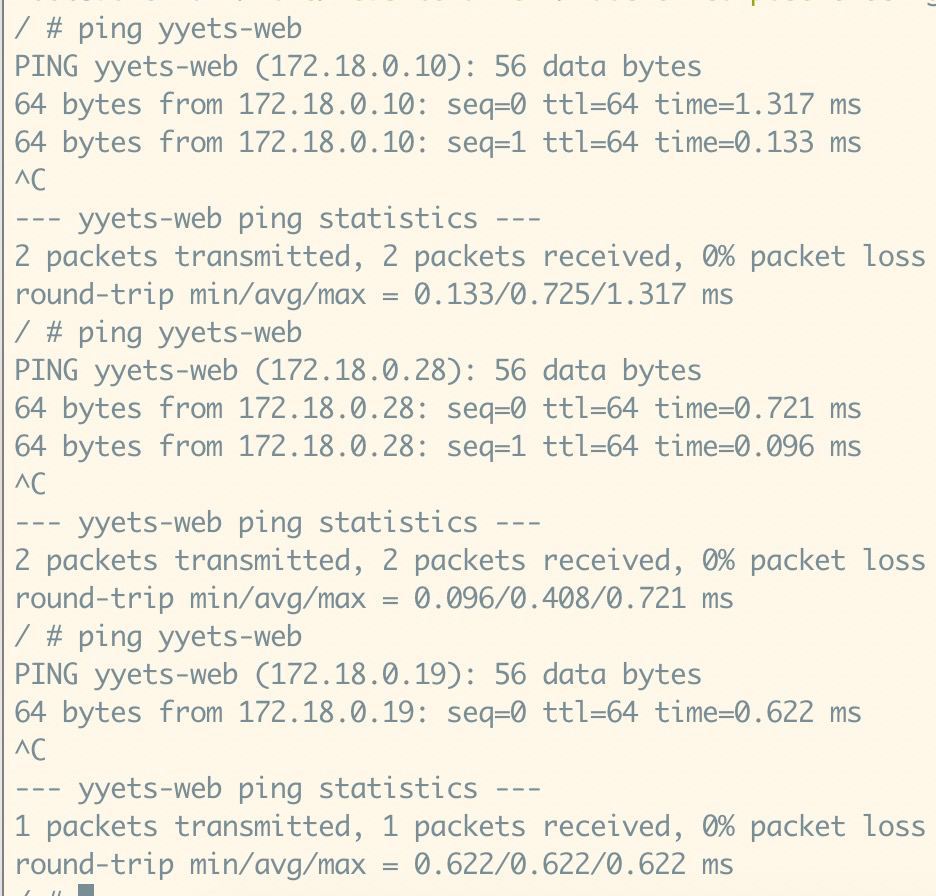 / # ping yyets-web
PING yyets-web (172.18.0.10): 56 data bytes
64 bytes from 172.18.0.10: seq=0 ttl=64 time=1.317 ms
64 bytes from 172.18.0.10: seq=1 ttl=64 time=0.133 ms
^C
--- yyets-web ping statistics ---
2 packets transmitted, 2 packets received, 0% packet loss
round-trip min/avg/max = 0.133/0.725/1.317 ms
/ # ping yyets-web
PING yyets-web (172.18.0.28): 56 data bytes
64 bytes from 172.18.0.28: seq=0 ttl=64 time=0.721 ms
64 bytes from 172.18.0.28: seq=1 ttl=64 time=0.096 ms
^C
--- yyets-web ping statistics ---
2 packets transmitted, 2 packets received, 0% packet loss
round-trip min/avg/max = 0.096/0.408/0.721 ms
/ # ping yyets-web
PING yyets-web (172.18.0.19): 56 data bytes
64 bytes from 172.18.0.19: seq=0 ttl=64 time=0.622 ms
^C
--- yyets-web ping statistics ---
1 packets transmitted, 1 packets received, 0% packet loss
round-trip min/avg/max = 0.622/0.622/0.622 ms
/ #